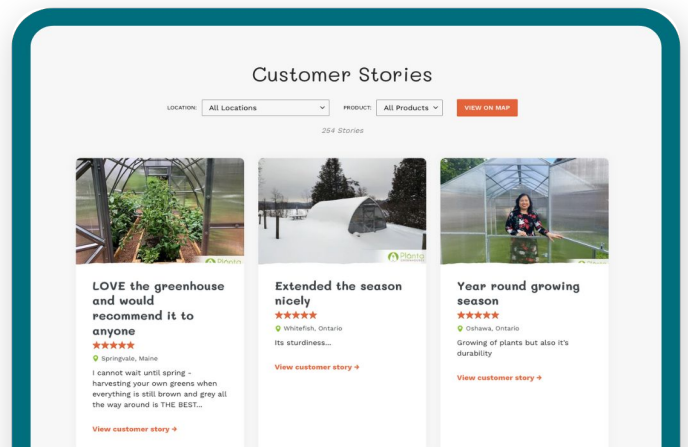 Customer Stories
LOCATION: All Locations PRODUCT: All Products VIEW ON MAP
254 Stories
Planta
Planta
LOVE the greenhouse
and would
recommend it to
anyone
Springvale, Maine
I cannot wait until spring -
harvesting your own greens when
everything is still brown and grey all
the way around is THE BEST...
View customer story →
Extended the season
nicely
Whitefish, Ontario
Its sturdiness...
View customer story →
Year round growing
season
Oshawa, Ontario
Growing of plants but also it's
durability
View customer story →